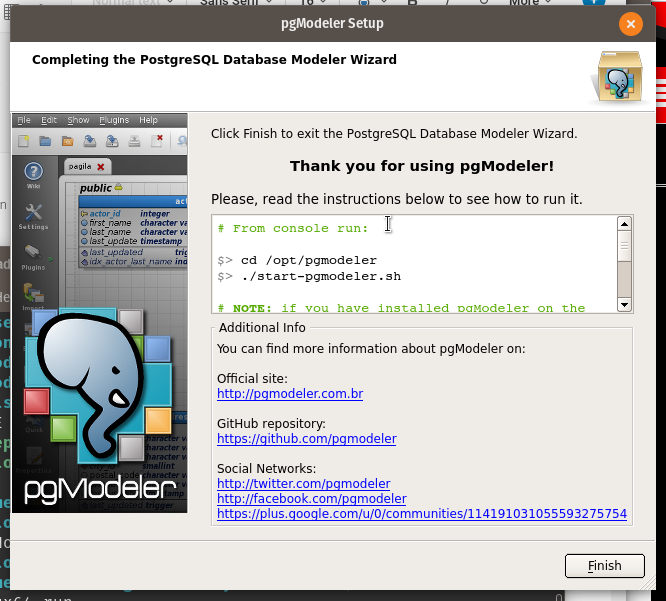 pgModeler Setup
Completing the PostgreSQL Database Modeler Wizard
File Edit Show Plugins Help
Wiki
Settings
Plugins
Import
pagila
public
actor_id integer
first_name character va
last_name character va
last_update timestamp
last_updated
idx_actor_last_name
pgModeler
Click Finish to exit the PostgreSQL Database Modeler Wizard.
Thank you for using pgModeler!
Please, read the instructions below to see how to run it.
# From console run:
$> cd /opt/pgmodeler
$> ./start-pgmodeler.sh
# NOTE: if you have installed pgModeler on the
Additional Info
You can find more information about pgModeler on:
Official site:
http://pgmodeler.com.br
GitHub repository:
https://github.com/pgmodeler
Social Networks:
http://twitter.com/pgmodeler
http://facebook.com/pgmodeler
https://plus.google.com/u/0/communities/114191031055593275754
Finish